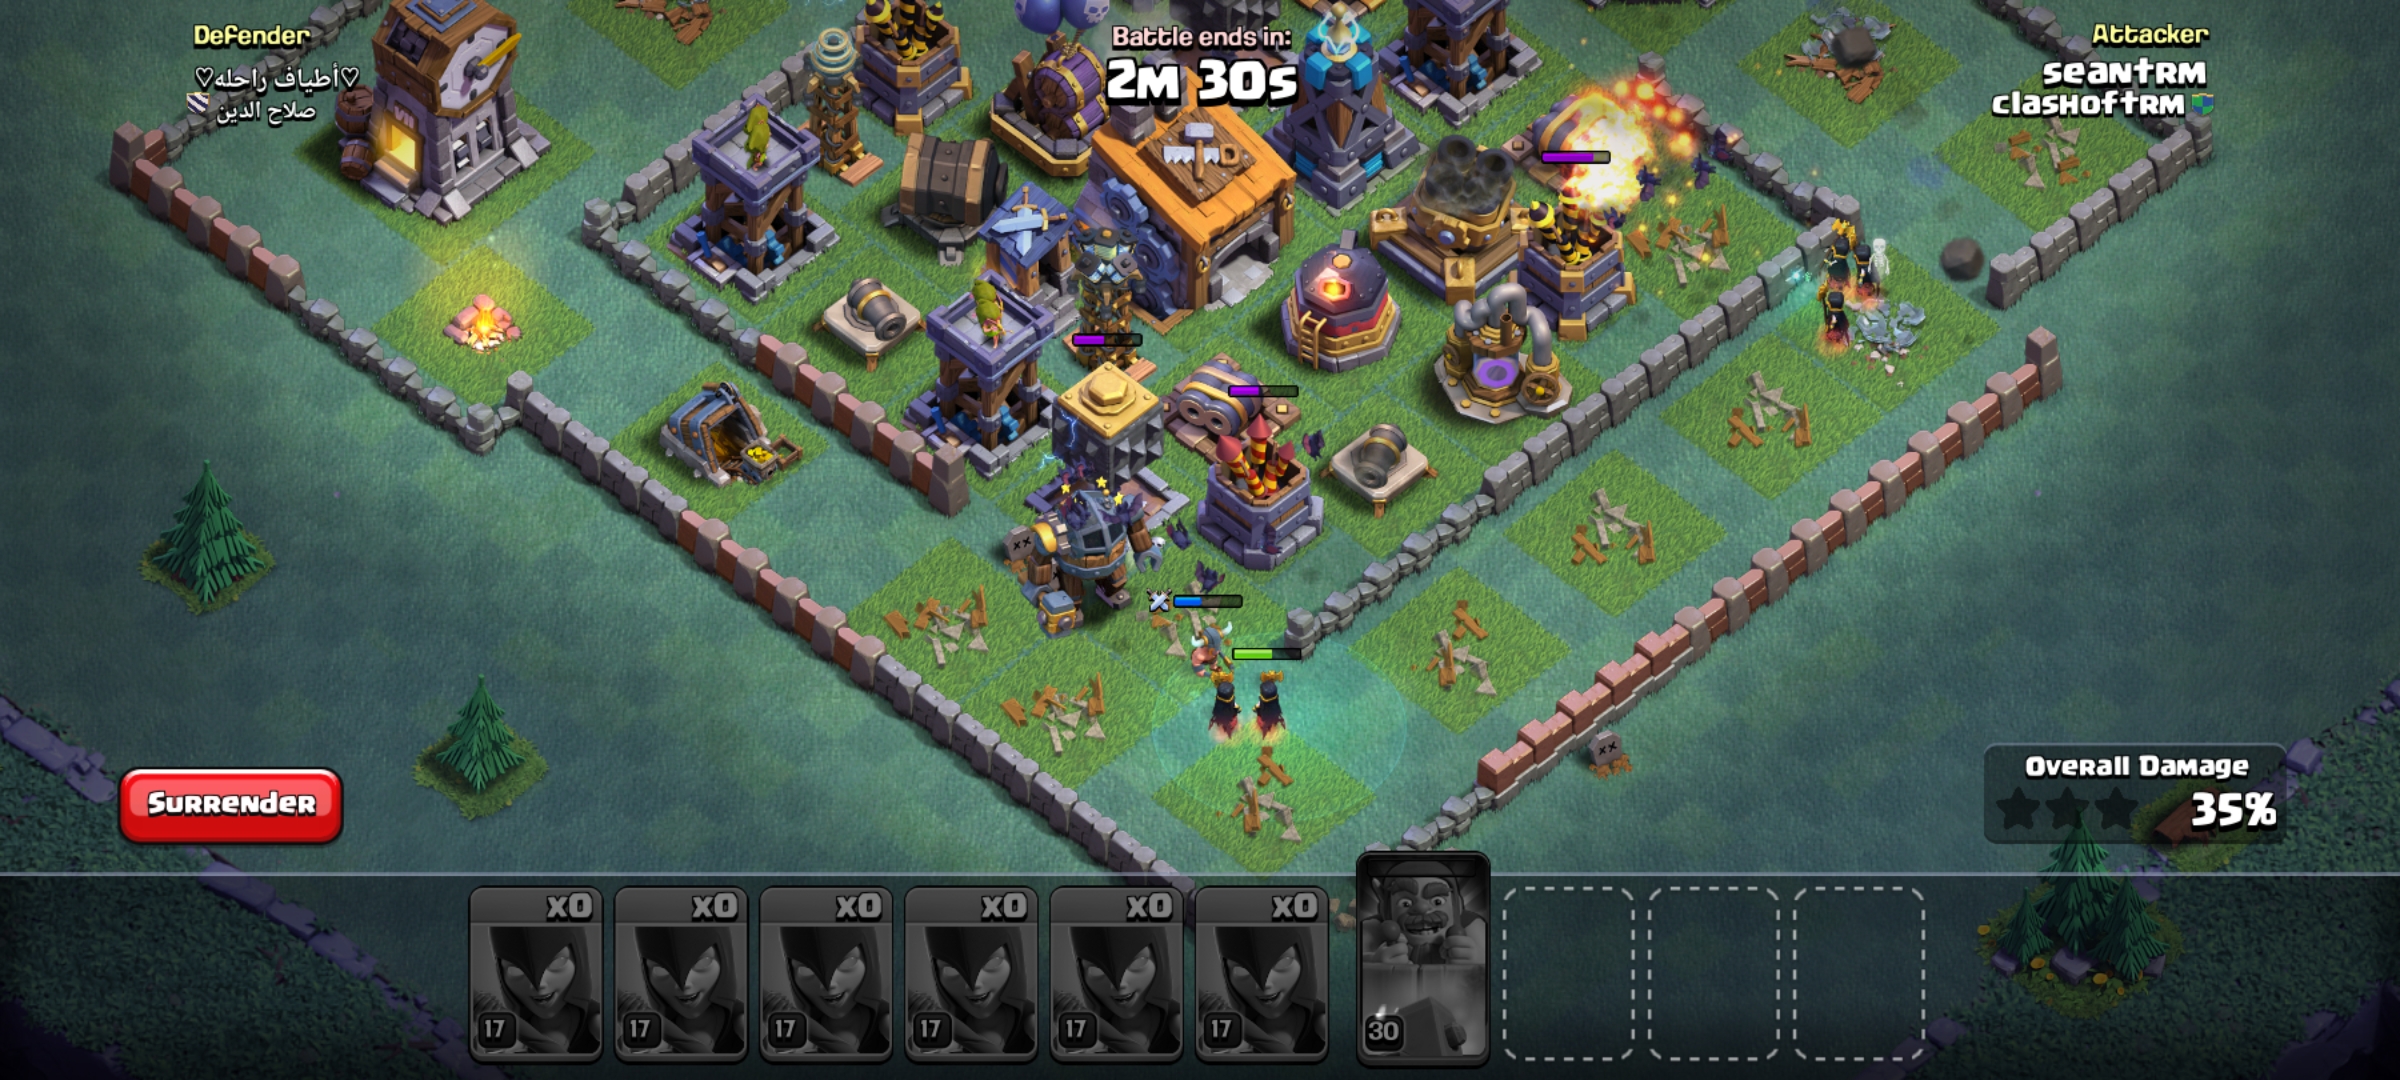 Defender
♡أطياف راحله♡
صلاح الدين
Battle ends in:
2M 30S
Attacker
seantRM
clashoftRM
VII
Surrender
Overall Damage
35%
x0 x0 x0 x0 x0 x0
17 17 17 17 17 17 30